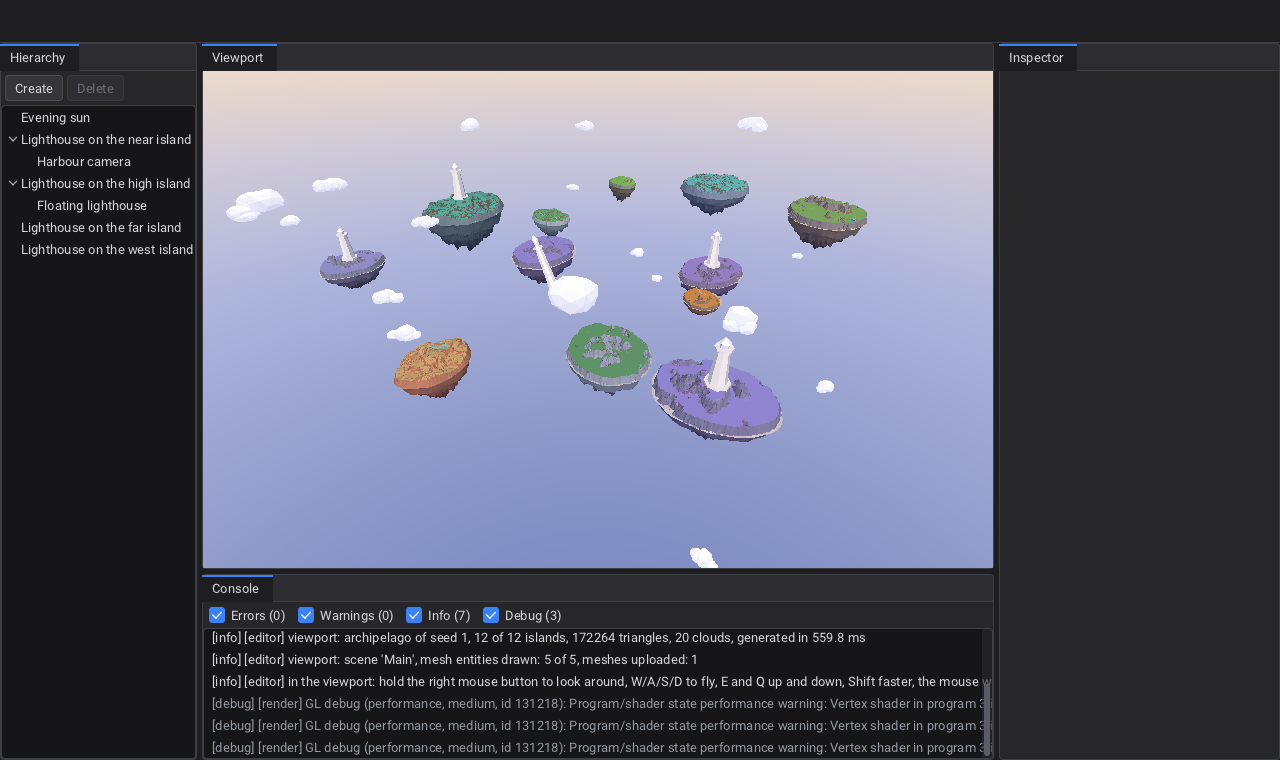 Hierarchy
Viewport
Inspector
Create
Delete
Evening sun
Lighthouse on the near island
Harbour camera
Lighthouse on the high island
Floating lighthouse
Lighthouse on the far island
Lighthouse on the west island
Console
Errors (0)
Warnings (0)
Info (7)
Debug (3)
[info] [editor] viewport: archipelago of seed 1, 12 of 12 islands, 172264 triangles, 20 clouds, generated in 559.8 ms
[info] [editor] viewport: scene 'Main', mesh entities drawn: 5 of 5, meshes uploaded: 1
[info] [editor] in the viewport: hold the right mouse button to look around, W/A/S/D to fly, E and Q up and down, Shift faster, the mouse
[debug] [render] GL debug (performance, medium, id 131218): Program/shader state performance warning: Vertex shader in program
[debug] [render] GL debug (performance, medium, id 131218): Program/shader state performance warning: Vertex shader in program
[debug] [render] GL debug (performance, medium, id 131218): Program/shader state performance warning: Vertex shader in program